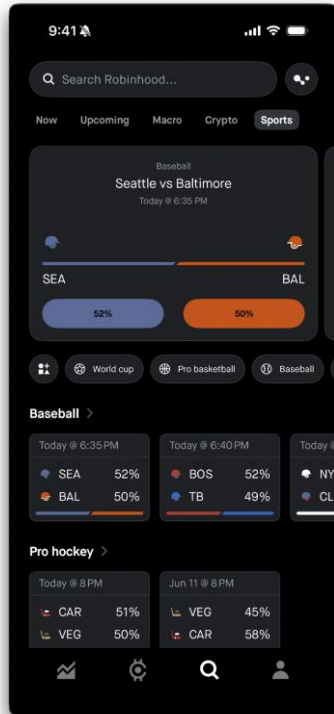 9:41
Search Robinhood...
Now Upcoming Macro Crypto Sports
Baseball
Seattle vs Baltimore
Today @ 6:35 PM
SEA BAL
52% 50%
World cup Pro basketball Baseball
Baseball >
Today @ 6:35 PM Today @ 6:40 PM Today @
SEA 52% BOS 52% NY
BAL 50% TB 49% CL
Pro hockey >
Today @ 8 PM Jun 11 @ 8 PM
CAR 51% VEG 45%
VEG 50% CAR 58%